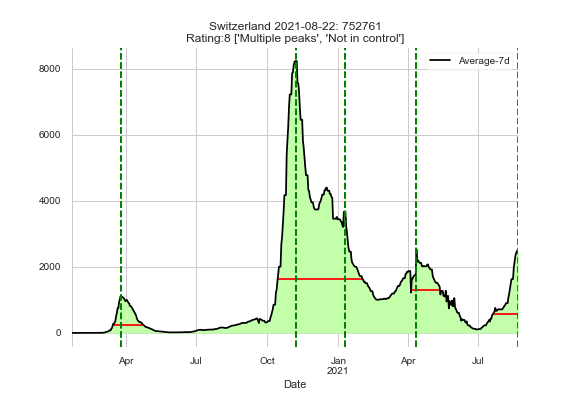 Switzerland 2021-08-22: 752761
Rating:8 ['Multiple peaks', 'Not in control']
Average-7d
8000
6000
4000
2000
0
Apr
Jul
Oct
Jan
2021
Apr
Jul
Date